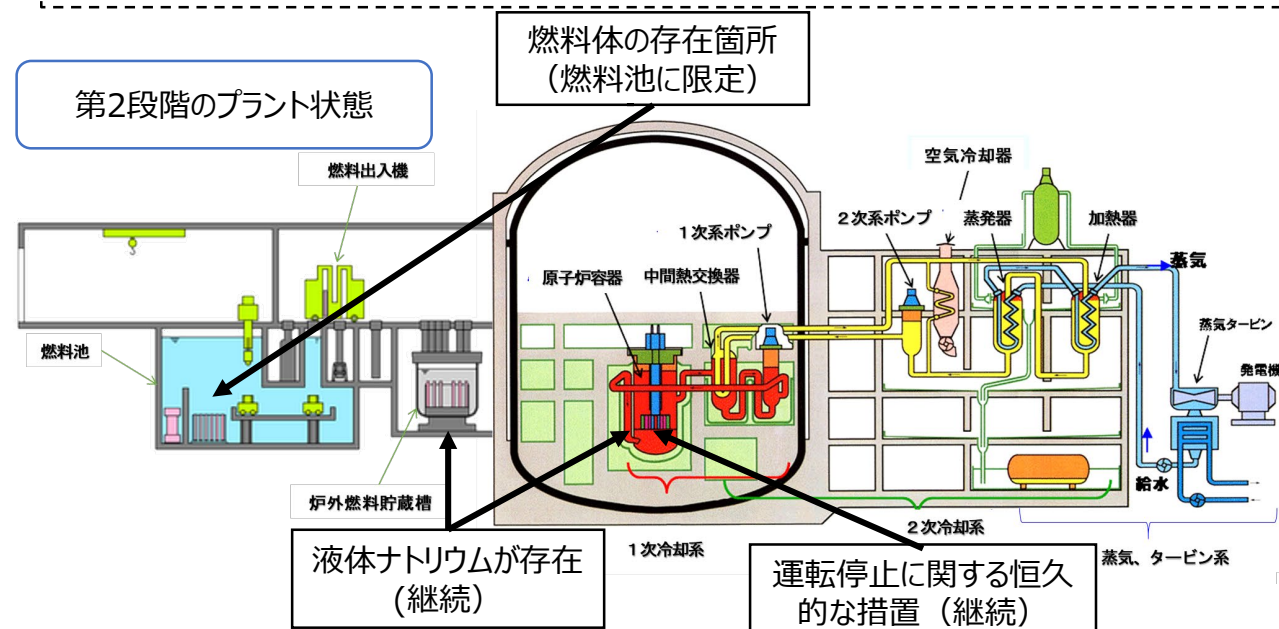 燃料体の存在箇所
（燃料池に限定）
第2段階のプラント状態
燃料出入機
空気冷却器
2次系ポンプ
蒸発器
加熱器
1次系ポンプ
蒸気
原子炉容器
中間熱交換器
蒸気タービン
燃料池
発電機
炉外燃料貯蔵槽
給水
2次冷却系
1次冷却系
蒸気、タービン系
液体ナトリウムが存在
(継続）
運転停止に関する恒久
的な措置（継続）